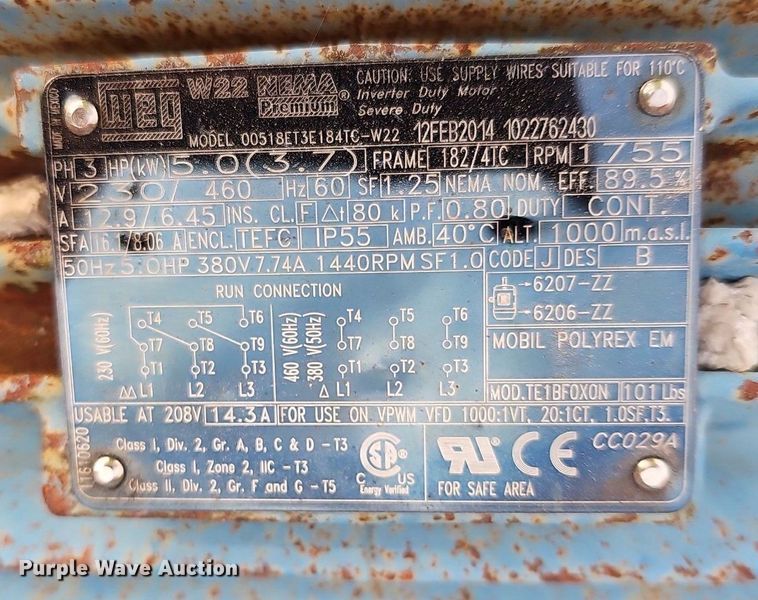 WEG W22 NEMA Premium ® CAUTION: USE SUPPLY WIRES SUITABLE FOR 110°C
Inverter Duty Motor
Severe Duty
MODEL 00518ET3E184TC-W22 12FEB2014 1022762430
PH 3 HP(kW) 5.0(3.7) FRAME 182/4TC RPM 1755
V 230/460 Hz 60 SF 1.25 NEMA NOM. EFF. 89.5 %
A 12.9/6.45 INS. CL. F Δt 80 k P.F. 0.80 DUTY CONT.
SFA 16.1/8.06 A ENCL. TEFC IP55 AMB. 40°C ALT. 1000 m.a.s.l.
50Hz 5.0HP 380V 7.74A 1440RPM SF1.0 CODE J DES B
RUN CONNECTION
230 V(60Hz)
T4 T5 T6
T7 T8 T9
T1 T2 T3
ΔΔ L1 L2 L3
460 V(60Hz)
380 V(50Hz)
T4 T5 T6
T7 T8 T9
T1 T2 T3
Δ L1 L2 L3
6207-ZZ
6206-ZZ
MOBIL POLYREX EM
MOD.TE1BFOXON 101 Lbs
USABLE AT 208V 14.3A FOR USE ON VPWM VFD 1000:1VT, 20:1CT, 1.0SF,T3.
11610620
Class I, Div. 2, Gr. A, B, C & D - T3
Class I, Zone 2, IIC - T3
Class II, Div. 2, Gr. F and G - T5
C US
Energy Verified
FOR SAFE AREA
CE
CC029A
Purple Wave Auction